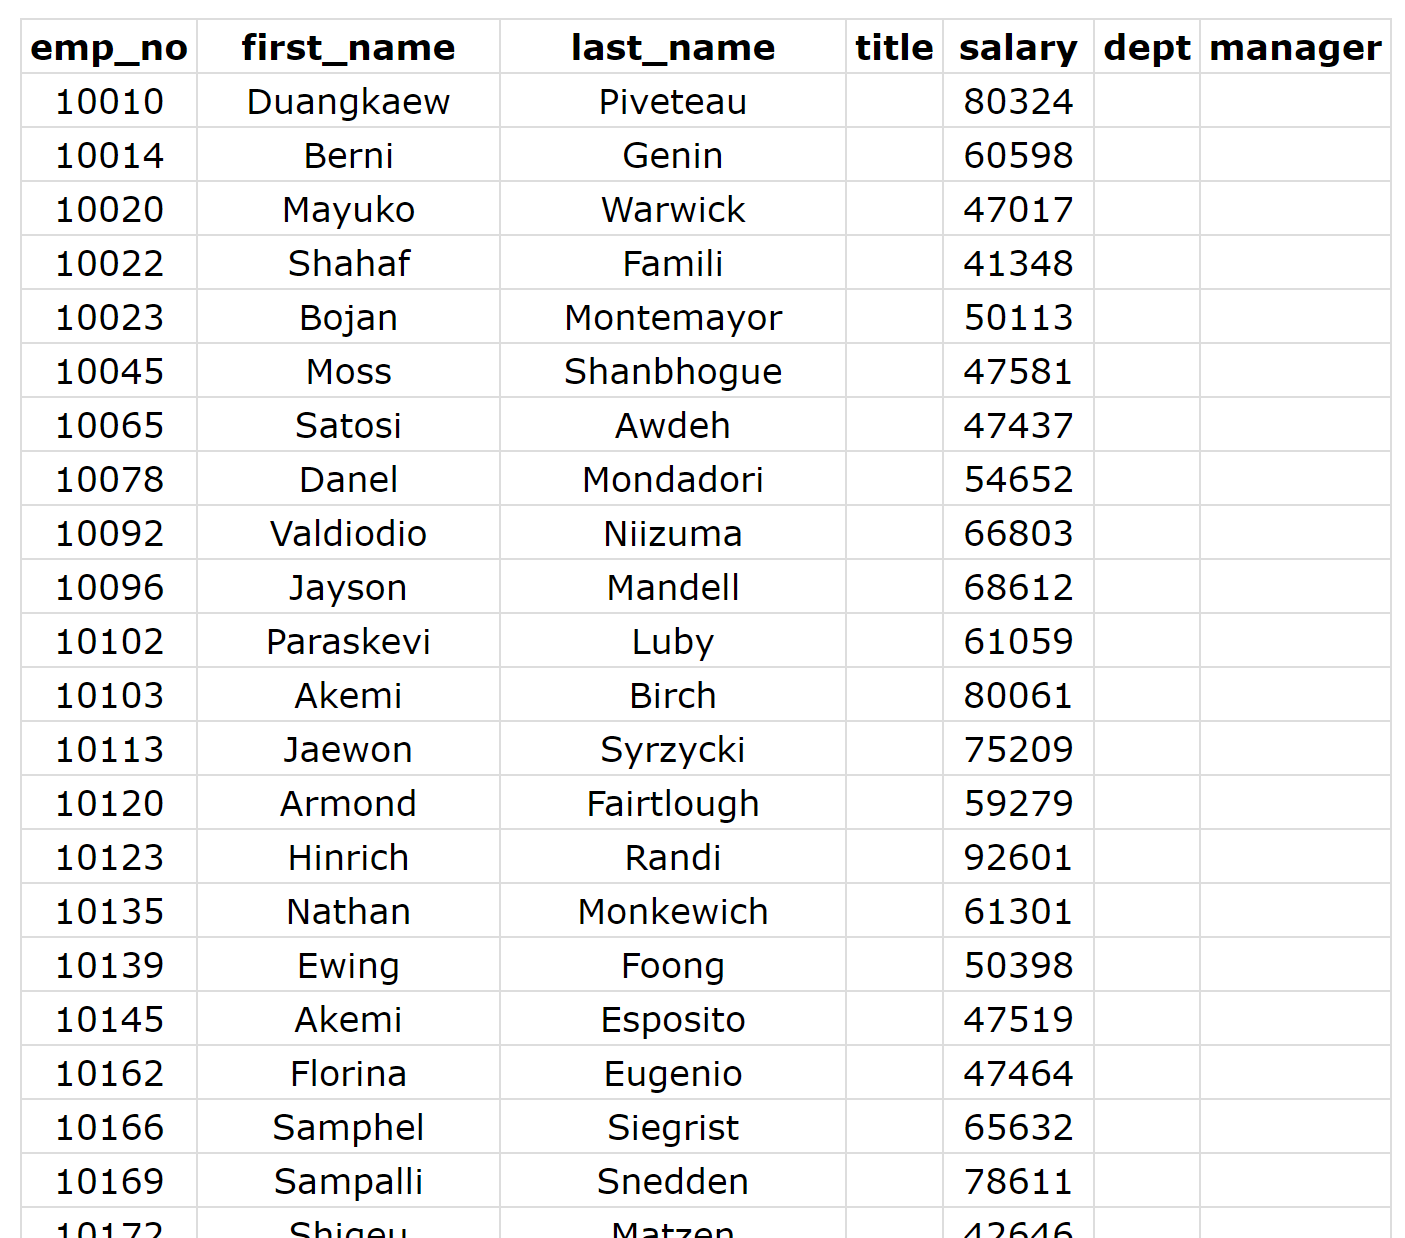 emp_no first_name last_name title salary dept manager
10010 Duangkaew Piveteau 80324
10014 Berni Genin 60598
10020 Mayuko Warwick 47017
10022 Shahaf Famili 41348
10023 Bojan Montemayor 50113
10045 Moss Shanbhogue 47581
10065 Satosi Awdeh 47437
10078 Danel Mondadori 54652
10092 Valdiodio Niizuma 66803
10096 Jayson Mandell 68612
10102 Paraskevi Luby 61059
10103 Akemi Birch 80061
10113 Jaewon Syrzycki 75209
10120 Armond Fairtlough 59279
10123 Hinrich Randi 92601
10135 Nathan Monkewich 61301
10139 Ewing Foong 50398
10145 Akemi Esposito 47519
10162 Florina Eugenio 47464
10166 Samphel Siegrist 65632
10169 Sampalli Snedden 78611
10172 Shigeu Matzen 42646